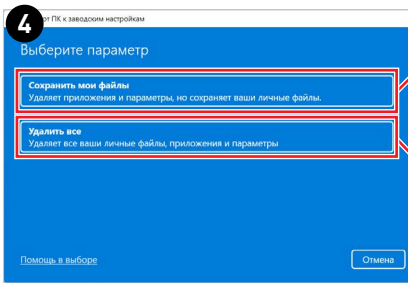 4
от ПК к заводским настройкам
Выберите параметр
Сохранить мои файлы
Удаляет приложения и параметры, но сохраняет ваши личные файлы.
Удалить все
Удаляет все ваши личные файлы, приложения и параметры
Помощь в выборе
Отмена